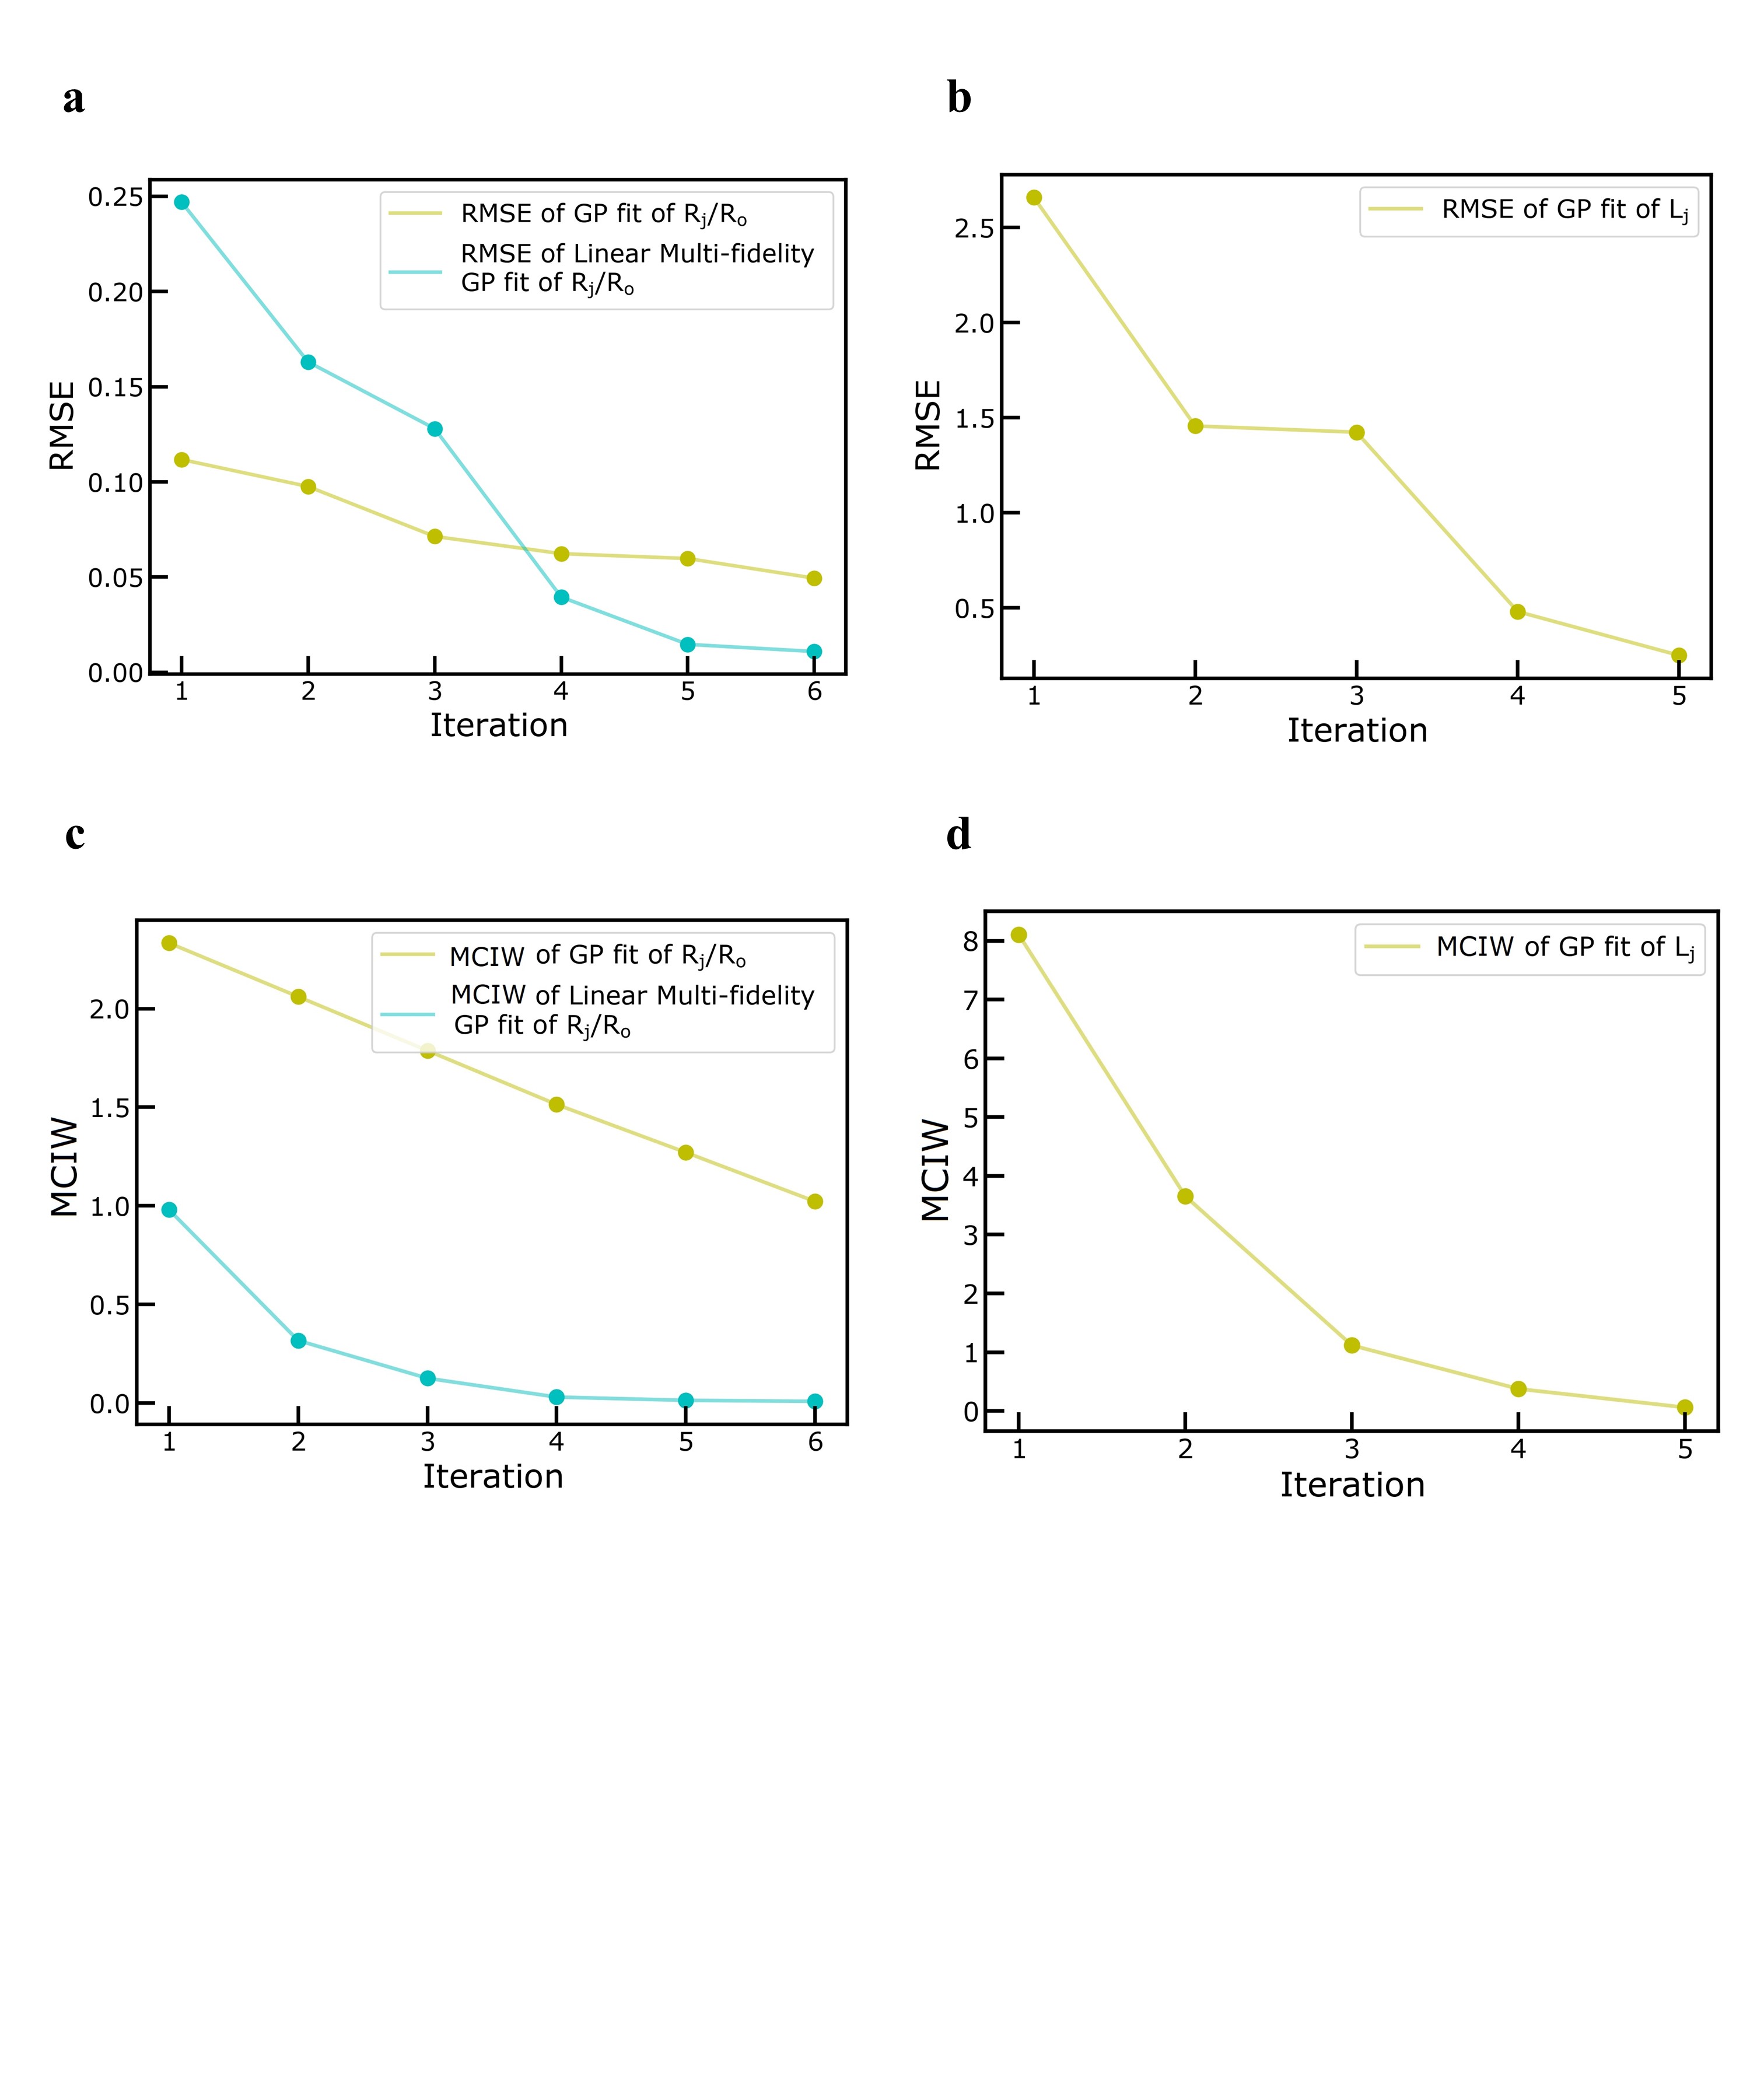 a
0.25
0.20
0.15
0.10
0.05
0.00
RMSE
RMSE of GP fit of Rj/Ro
RMSE of Linear Multi-fidelity
GP fit of Rj/Ro
1 2 3 4 5 6
Iteration
b
2.5
2.0
1.5
1.0
0.5
RMSE
RMSE of GP fit of Lj
1 2 3 4 5
Iteration
c
2.0
1.5
1.0
0.5
0.0
MCIW
MCIW of GP fit of Rj/Ro
MCIW of Linear Multi-fidelity
GP fit of Rj/Ro
1 2 3 4 5 6
Iteration
d
8
7
6
5
4
3
2
1
0
MCIW
MCIW of GP fit of Lj
1 2 3 4 5
Iteration